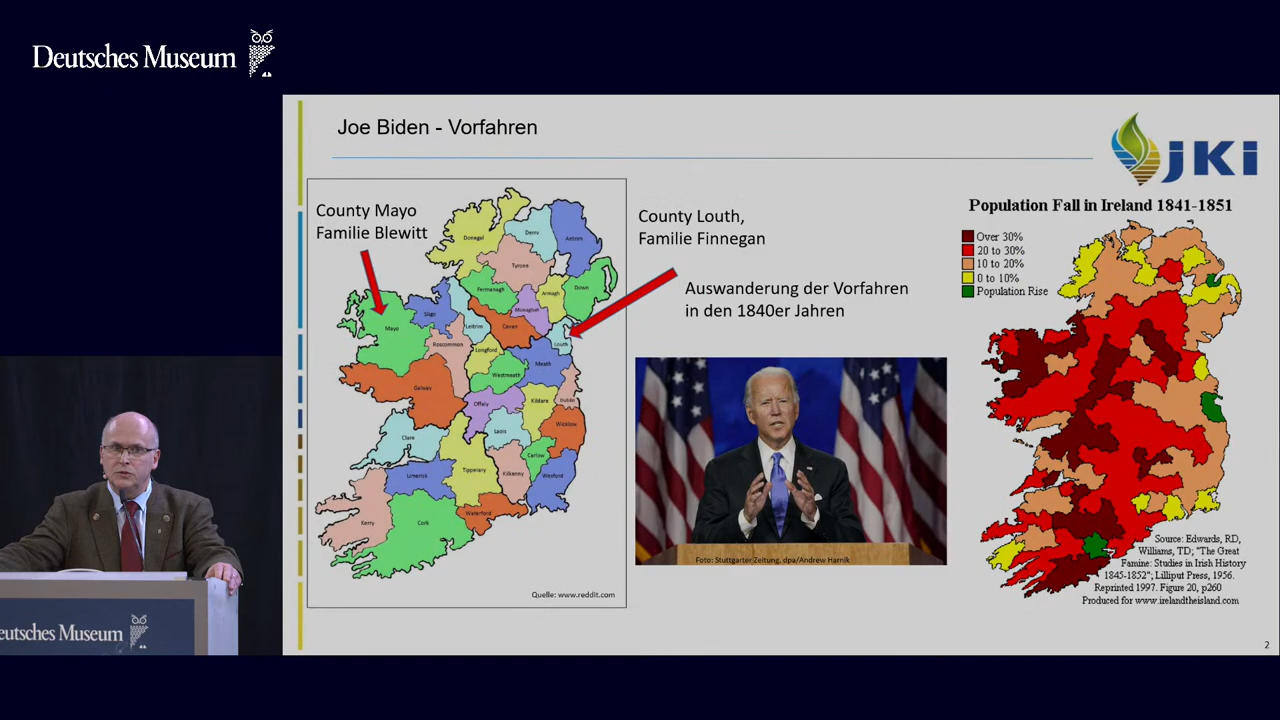 Deutsches Museum
Joe Biden - Vorfahren
JKI
County Mayo
Familie Blewitt
Donegal
Derry
Antrim
Tyrone
Fermanagh
Armagh
Down
Monaghan
Sligo
Leitrim
Cavan
Louth
Mayo
Roscommon
Longford
Meath
Westmeath
Galway
Offaly
Kildare
Dublin
Wicklow
Laois
Clare
Carlow
Tipperary
Kilkenny
Wexford
Limerick
Waterford
Kerry
Cork
Quelle: www.reddit.com
County Louth,
Familie Finnegan
Auswanderung der Vorfahren
in den 1840er Jahren
Foto: Stuttgarter Zeitung, dpa/Andrew Harnik
Population Fall in Ireland 1841-1851
Over 30%
20 to 30%
10 to 20%
0 to 10%
Population Rise
Source: Edwards, RD,
Williams, TD; "The Great
Famine: Studies in Irish History
1845-1852"; Lilliput Press, 1956.
Reprinted 1997. Figure 20, p260
Produced for www.irelandtheisland.com
2
eutsches Museum